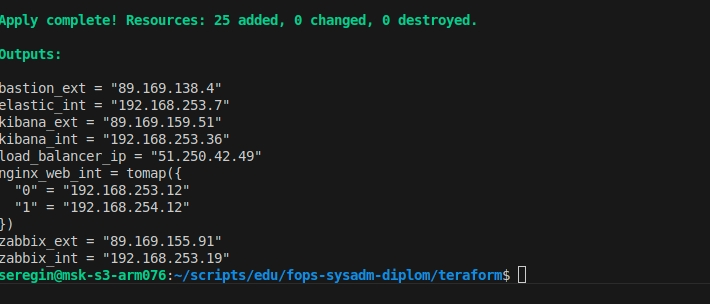 Apply complete! Resources: 25 added, 0 changed, 0 destroyed.
Outputs:
bastion_ext = "89.169.138.4"
elastic_int = "192.168.253.7"
kibana_ext = "89.169.159.51"
kibana_int = "192.168.253.36"
load_balancer_ip = "51.250.42.49"
nginx_web_int = tomap({
  "0" = "192.168.253.12"
  "1" = "192.168.254.12"
})
zabbix_ext = "89.169.155.91"
zabbix_int = "192.168.253.19"
seregin@msk-s3-arm076:~/scripts/edu/fops-sysadm-diplom/teraform$